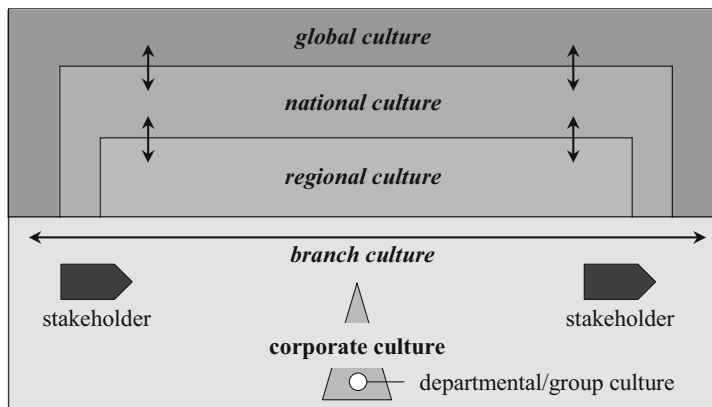 global culture
national culture
regional culture
branch culture
stakeholder
stakeholder
corporate culture
departmental/group culture